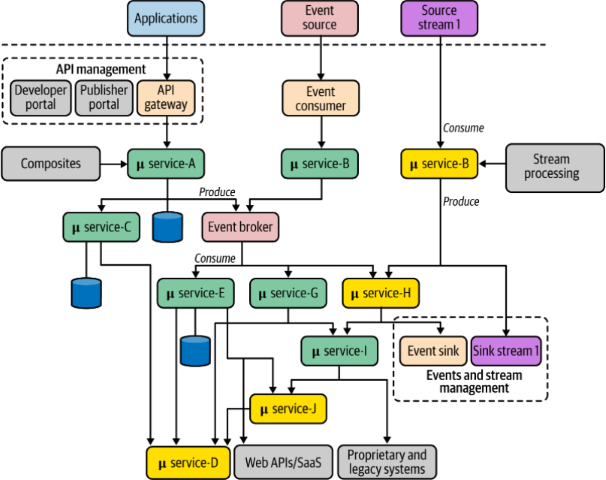 Applications
Event
source
Source
stream 1
API management
Developer
portal
Publisher
portal
API
gateway
Event
consumer
Consume
Composites
μ service-A
μ service-B
μ service-B
Stream
processing
Produce
Produce
μ service-C
Event broker
Consume
μ service-E
μ service-G
μ service-H
μ service-I
Event sink
Sink stream 1
Events and stream
management
μ service-J
μ service-D
Web APIs/SaaS
Proprietary and
legacy systems